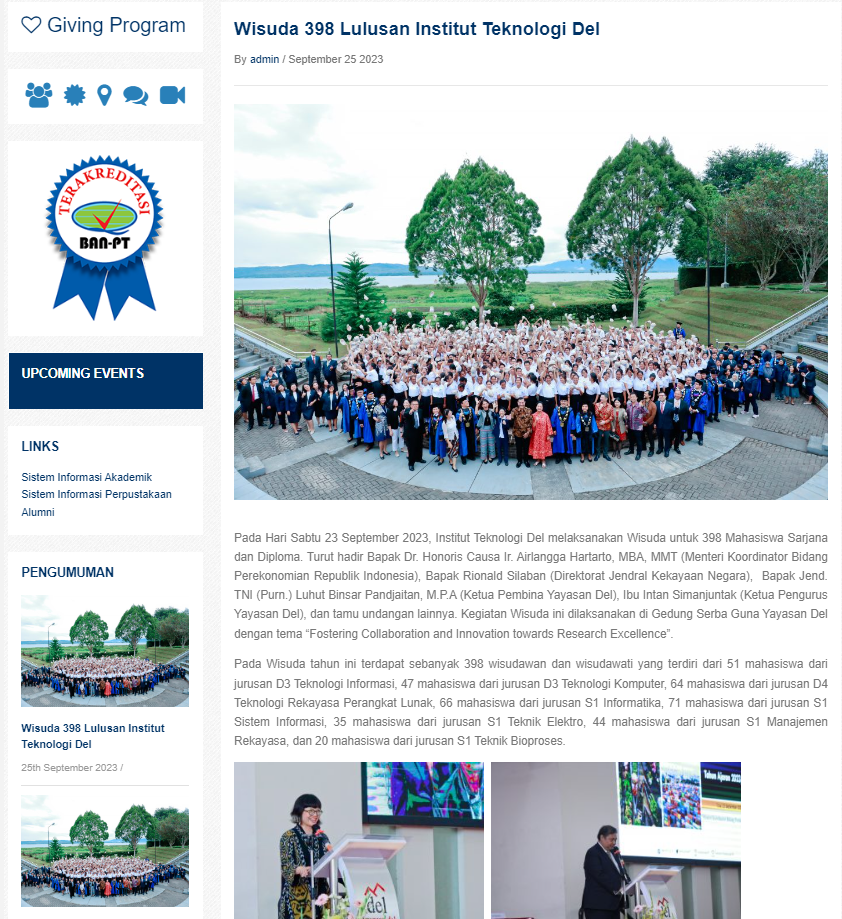 Giving Program
TERAKREDITASI
BAN-PT
UPCOMING EVENTS
LINKS
Sistem Informasi Akademik
Sistem Informasi Perpustakaan
Alumni
PENGUMUMAN
Wisuda 398 Lulusan Institut
Teknologi Del
25th September 2023 /
Wisuda 398 Lulusan Institut Teknologi Del
By admin / September 25 2023
Pada Hari Sabtu 23 September 2023, Institut Teknologi Del melaksanakan Wisuda untuk 398 Mahasiswa Sarjana
dan Diploma. Turut hadir Bapak Dr. Honoris Causa Ir. Airlangga Hartarto, MBA, MMT (Menteri Koordinator Bidang
Perekonomian Republik Indonesia), Bapak Rionald Silaban (Direktorat Jendral Kekayaan Negara), Bapak Jend.
TNI (Purn.) Luhut Binsar Pandjaitan, M.P.A (Ketua Pembina Yayasan Del), Ibu Intan Simanjuntak (Ketua Pengurus
Yayasan Del), dan tamu undangan lainnya. Kegiatan Wisuda ini dilaksanakan di Gedung Serba Guna Yayasan Del
dengan tema “Fostering Collaboration and Innovation towards Research Excellence”.
Pada Wisuda tahun ini terdapat sebanyak 398 wisudawan dan wisudawati yang terdiri dari 51 mahasiswa dari
jurusan D3 Teknologi Informasi, 47 mahasiswa dari jurusan D3 Teknologi Komputer, 64 mahasiswa dari jurusan D4
Teknologi Rekayasa Perangkat Lunak, 66 mahasiswa dari jurusan S1 Informatika, 71 mahasiswa dari jurusan S1
Sistem Informasi, 35 mahasiswa dari jurusan S1 Teknik Elektro, 44 mahasiswa dari jurusan S1 Manajemen
Rekayasa, dan 20 mahasiswa dari jurusan S1 Teknik Bioproses.
Tahun Ajaran
del
del